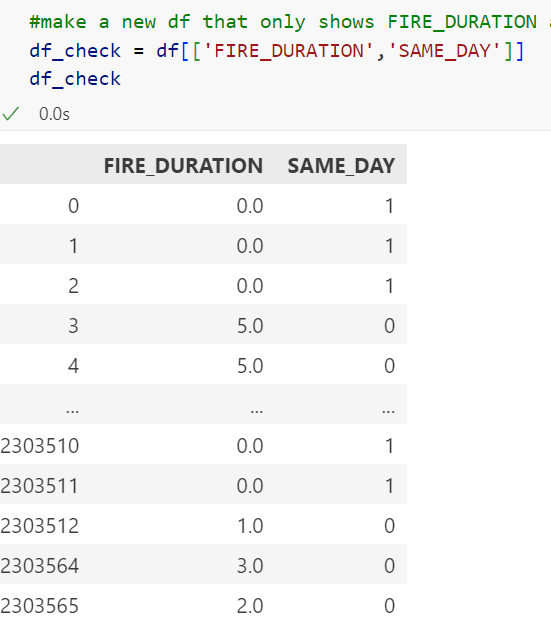 #make a new df that only shows FIRE_DURATION
df_check = df[['FIRE_DURATION','SAME_DAY']]
df_check
0.0s
FIRE_DURATION SAME_DAY
0 0.0 1
1 0.0 1
2 0.0 1
3 5.0 0
4 5.0 0
... ... ...
2303510 0.0 1
2303511 0.0 1
2303512 1.0 0
2303564 3.0 0
2303565 2.0 0